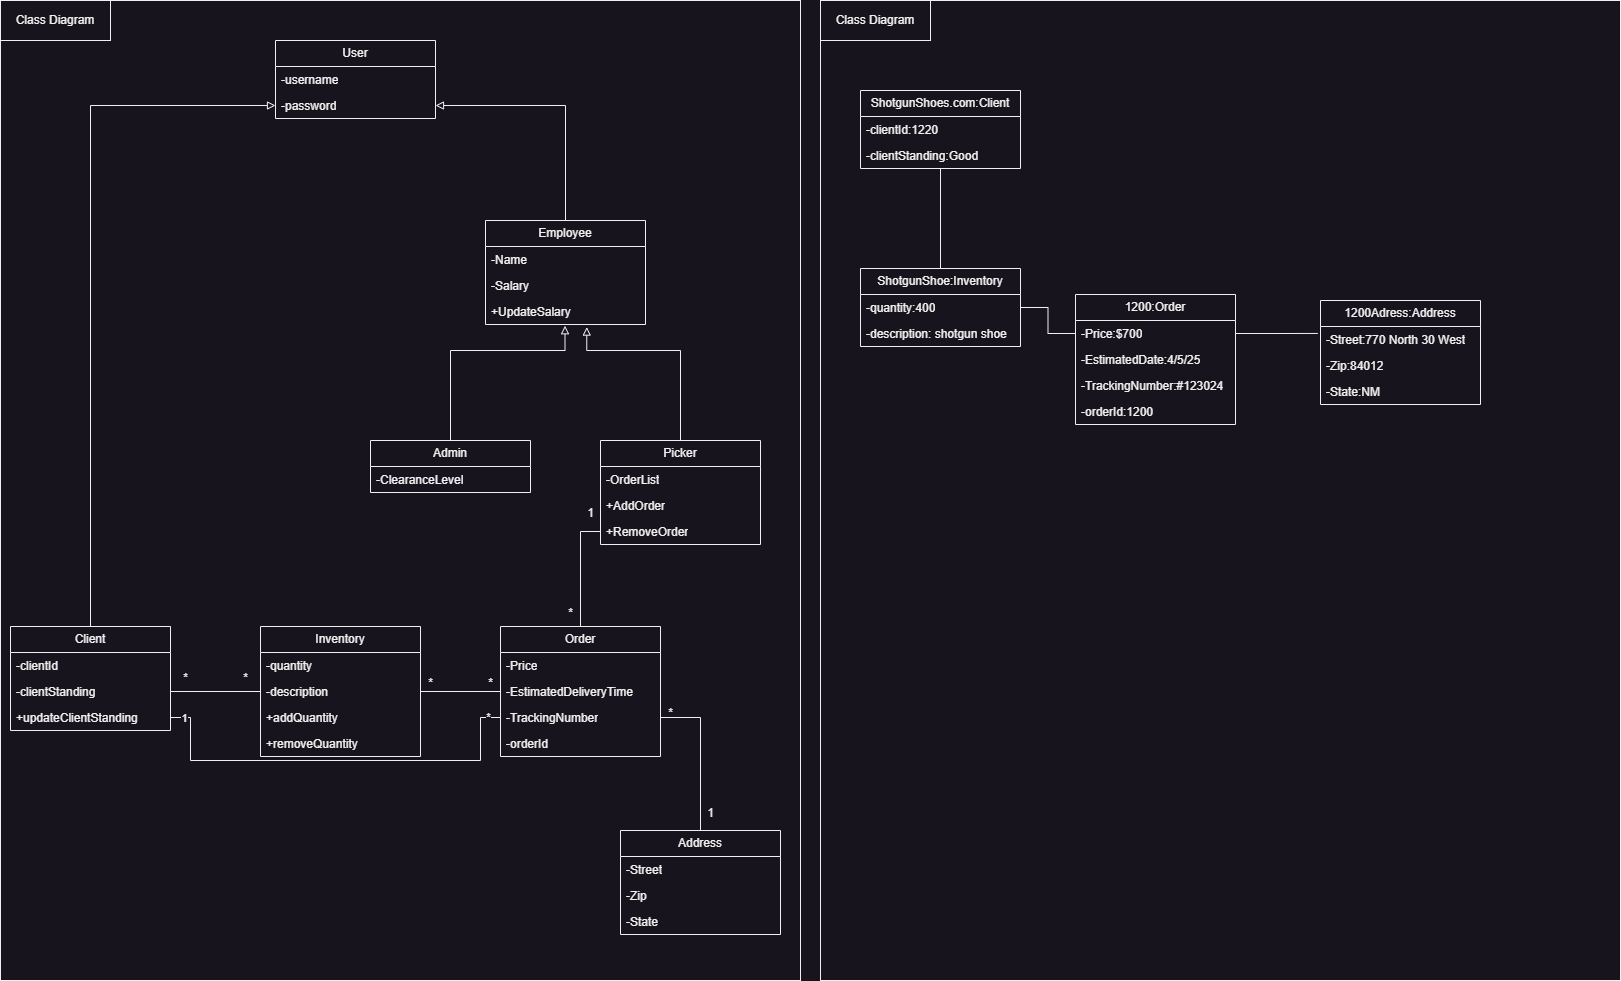 Class Diagram
User
-username
-password
Employee
-Name
-Salary
+UpdateSalary
Admin
-ClearanceLevel
Picker
-OrderList
+AddOrder
+RemoveOrder
1
*
Client
-clientId
-clientStanding
+updateClientStanding
*
*
1
*
Inventory
-quantity
-description
+addQuantity
+removeQuantity
*
*
Order
-Price
-EstimatedDeliveryTime
-TrackingNumber
-orderId
*
1
Address
-Street
-Zip
-State
Class Diagram
ShotgunShoes.com:Client
-clientId:1220
-clientStanding:Good
ShotgunShoe:Inventory
-quantity:400
-description: shotgun shoe
1200:Order
-Price:$700
-EstimatedDate:4/5/25
-TrackingNumber:#123024
-orderId:1200
1200Adress:Address
-Street:770 North 30 West
-Zip:84012
-State:NM